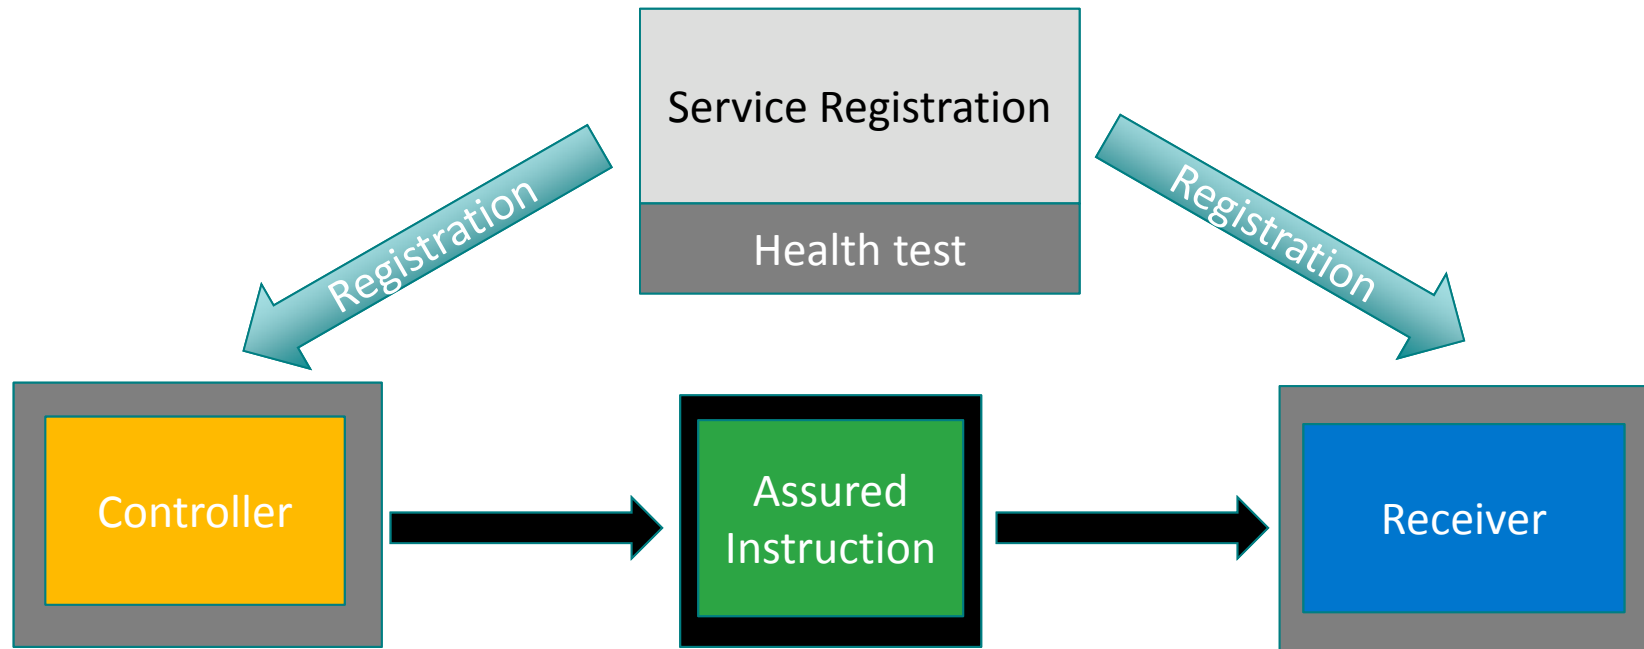 Service Registration
Health test
Registration
Registration
Controller
Assured
Instruction
Receiver